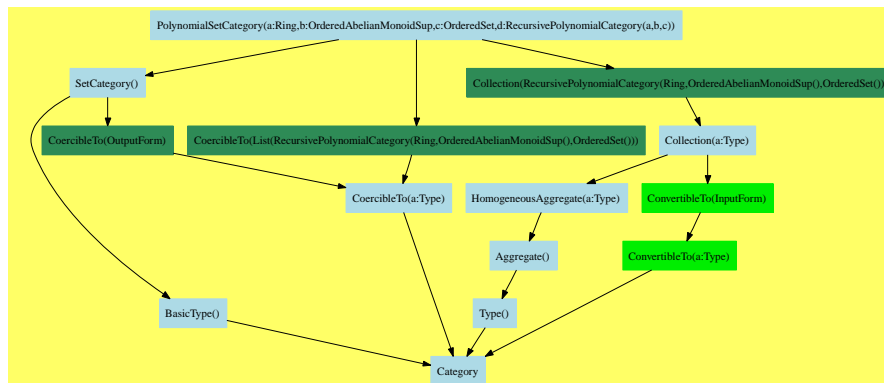 PolynomialSetCategory(a:Ring,b:OrderedAbelianMonoidSup,c:OrderedSet,d:RecursivePolynomialCategory(a,b,c))
SetCategory()
Collection(RecursivePolynomialCategory(Ring,OrderedAbelianMonoidSup(),OrderedSet()))
CoercibleTo(OutputForm)
CoercibleTo(List(RecursivePolynomialCategory(Ring,OrderedAbelianMonoidSup(),OrderedSet())))
Collection(a:Type)
CoercibleTo(a:Type)
HomogeneousAggregate(a:Type)
ConvertibleTo(InputForm)
Aggregate()
ConvertibleTo(a:Type)
BasicType()
Type()
Category